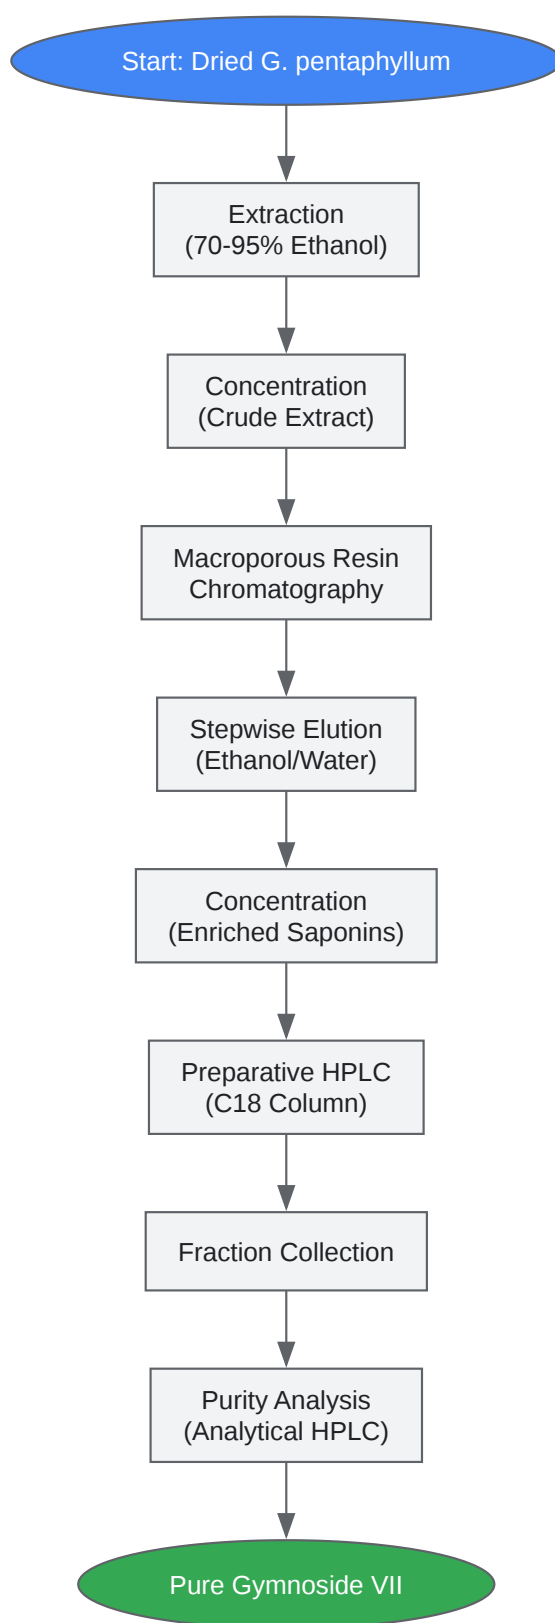 Start: Dried G. pentaphyllum
Extraction
(70-95% Ethanol)
Concentration
(Crude Extract)
Macroporous Resin
Chromatography
Stepwise Elution
(Ethanol/Water)
Concentration
(Enriched Saponins)
Preparative HPLC
(C18 Column)
Fraction Collection
Purity Analysis
(Analytical HPLC)
Pure Gymnoside VII